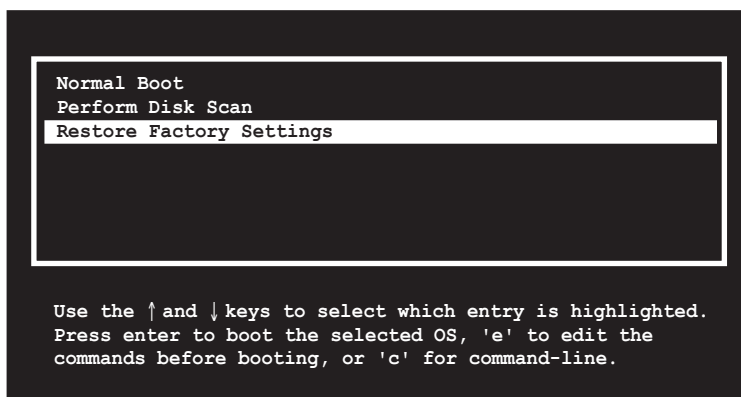 Normal Boot
Perform Disk Scan
Restore Factory Settings
Use the ↑ and ↓ keys to select which entry is highlighted.
Press enter to boot the selected OS, 'e' to edit the
commands before booting, or 'c' for command-line.